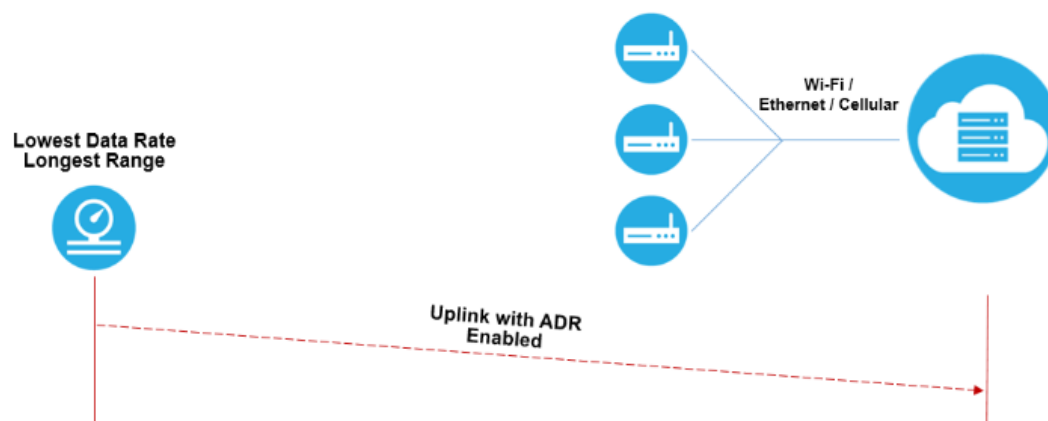 Wi-Fi /
Ethernet / Cellular
Lowest Data Rate
Longest Range
Uplink with ADR
Enabled